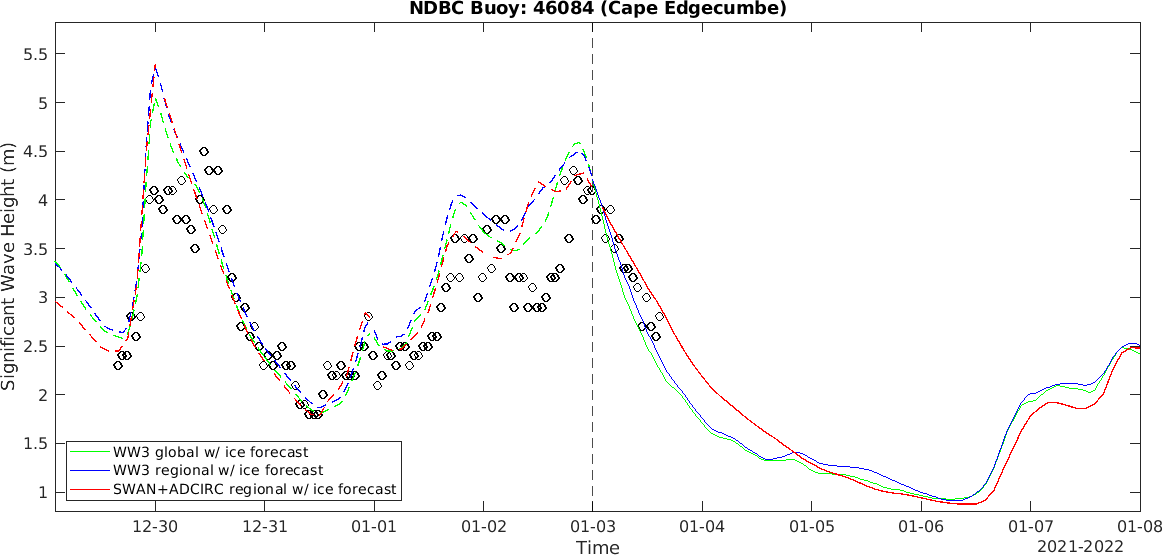 NDBC Buoy: 46084 (Cape Edgecumbe)
Significant Wave Height (m)
5.5
5
4.5
4
3.5
3
2.5
2
1.5
1
WW3 global w/ ice forecast
WW3 regional w/ ice forecast
SWAN+ADCIRC regional w/ ice forecast
12-30 12-31 01-01 01-02 01-03 01-04 01-05 01-06 01-07 01-08
Time
2021-2022